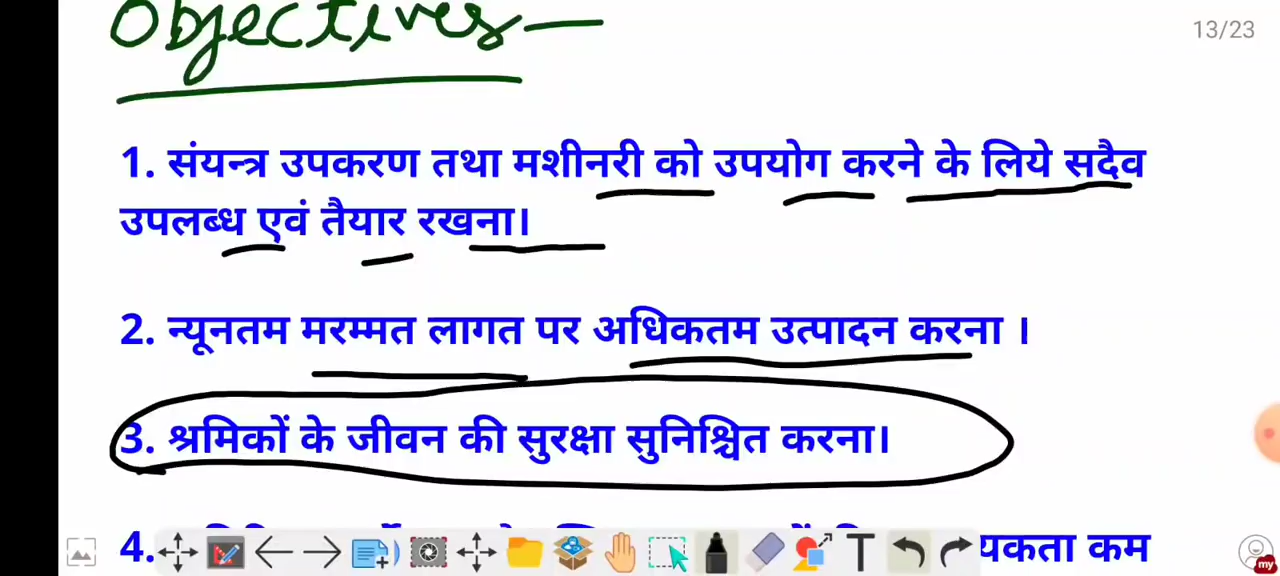 Objectives
13/23
1. संयन्त्र उपकरण तथा मशीनरी को उपयोग करने के लिये सदैव
उपलब्ध एवं तैयार रखना।
2. न्यूनतम मरम्मत लागत पर अधिकतम उत्पादन करना ।
3. श्रमिकों के जीवन की सुरक्षा सुनिश्चित करना।
4. कम
T
my